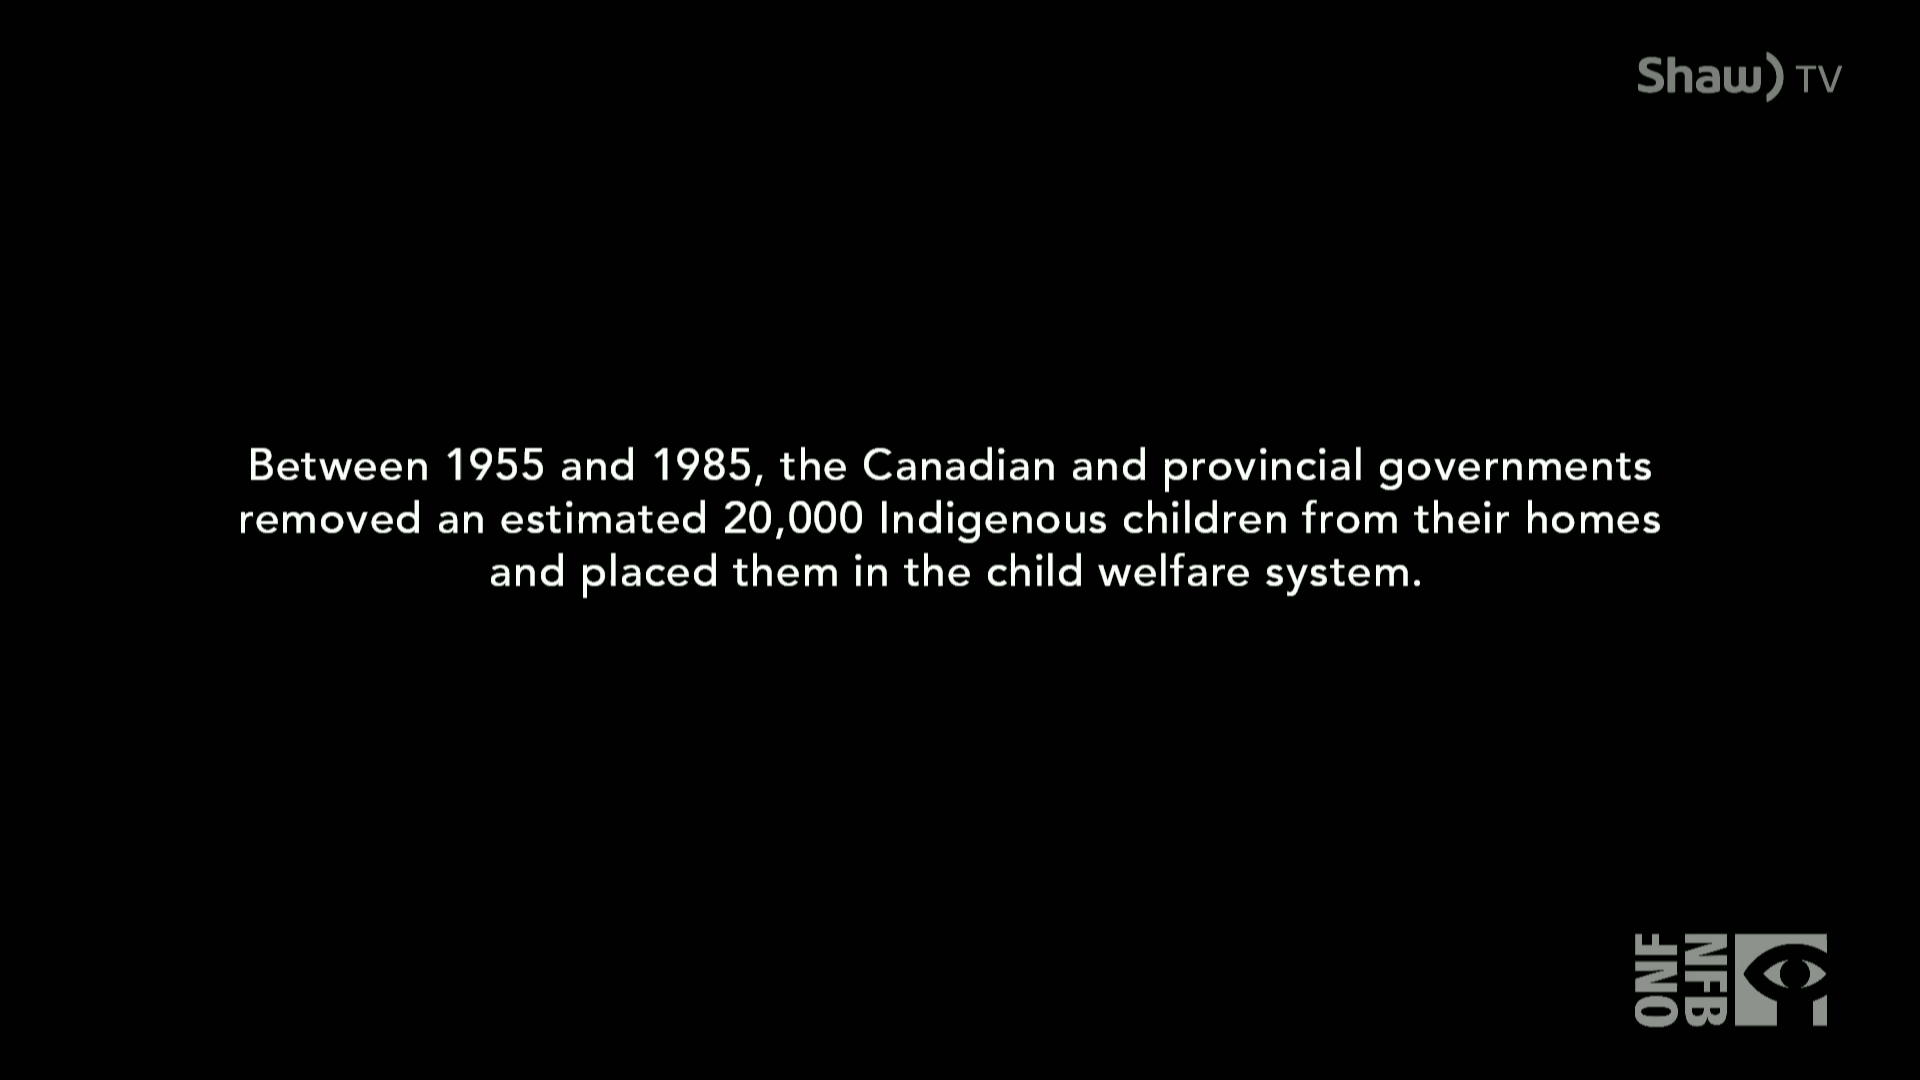 Shaw) TV
Between 1955 and 1985, the Canadian and provincial governments
removed an estimated 20,000 Indigenous children from their homes
and placed them in the child welfare system.
ONF
NFB